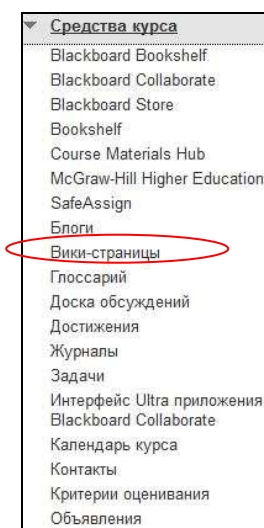 Средства курса
Blackboard Bookshelf
Blackboard Collaborate
Blackboard Store
Bookshelf
Course Materials Hub
McGraw-Hill Higher Education
SafeAssign
Блоги
Вики-страницы
Глоссарий
Доска обсуждений
Достижения
Журналы
Задачи
Интерфейс Ultra приложения
Blackboard Collaborate
Календарь курса
Контакты
Критерии оценивания
Объявления